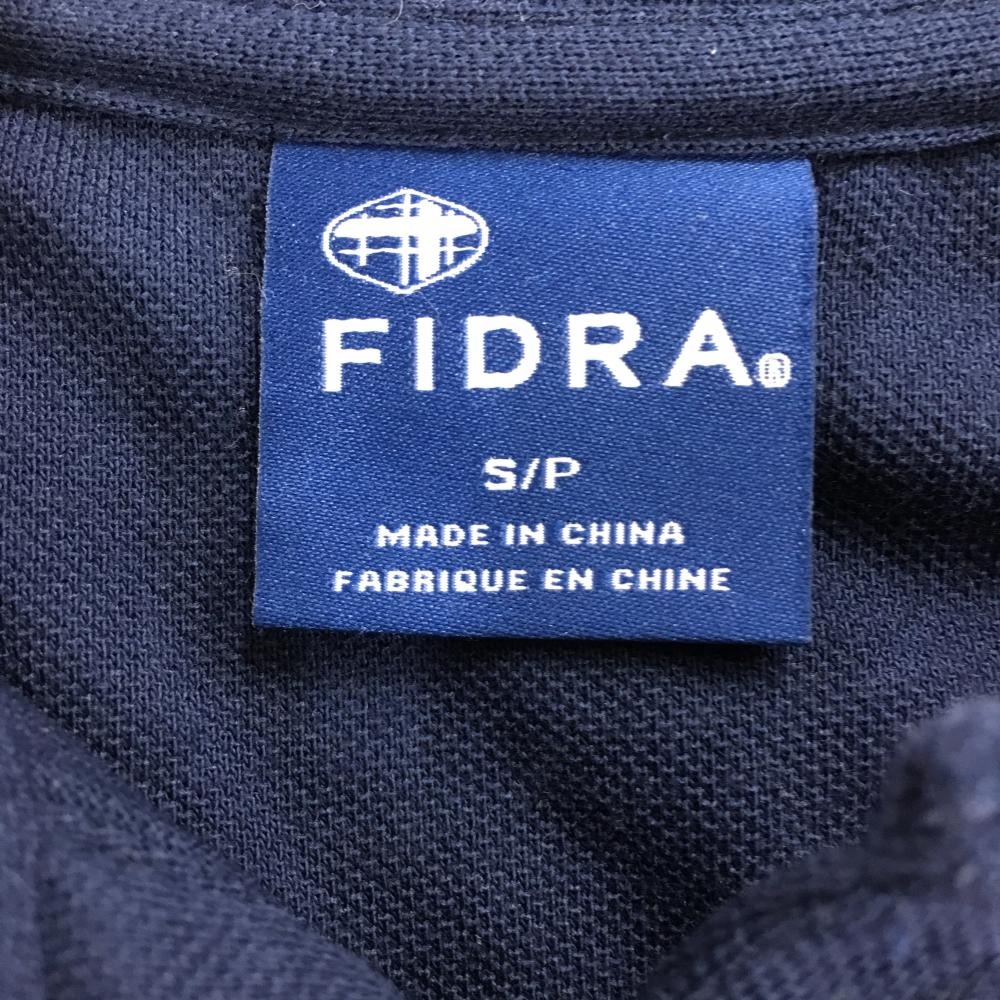 FIDRA®
S/P
MADE IN CHINA
FABRIQUE EN CHINE